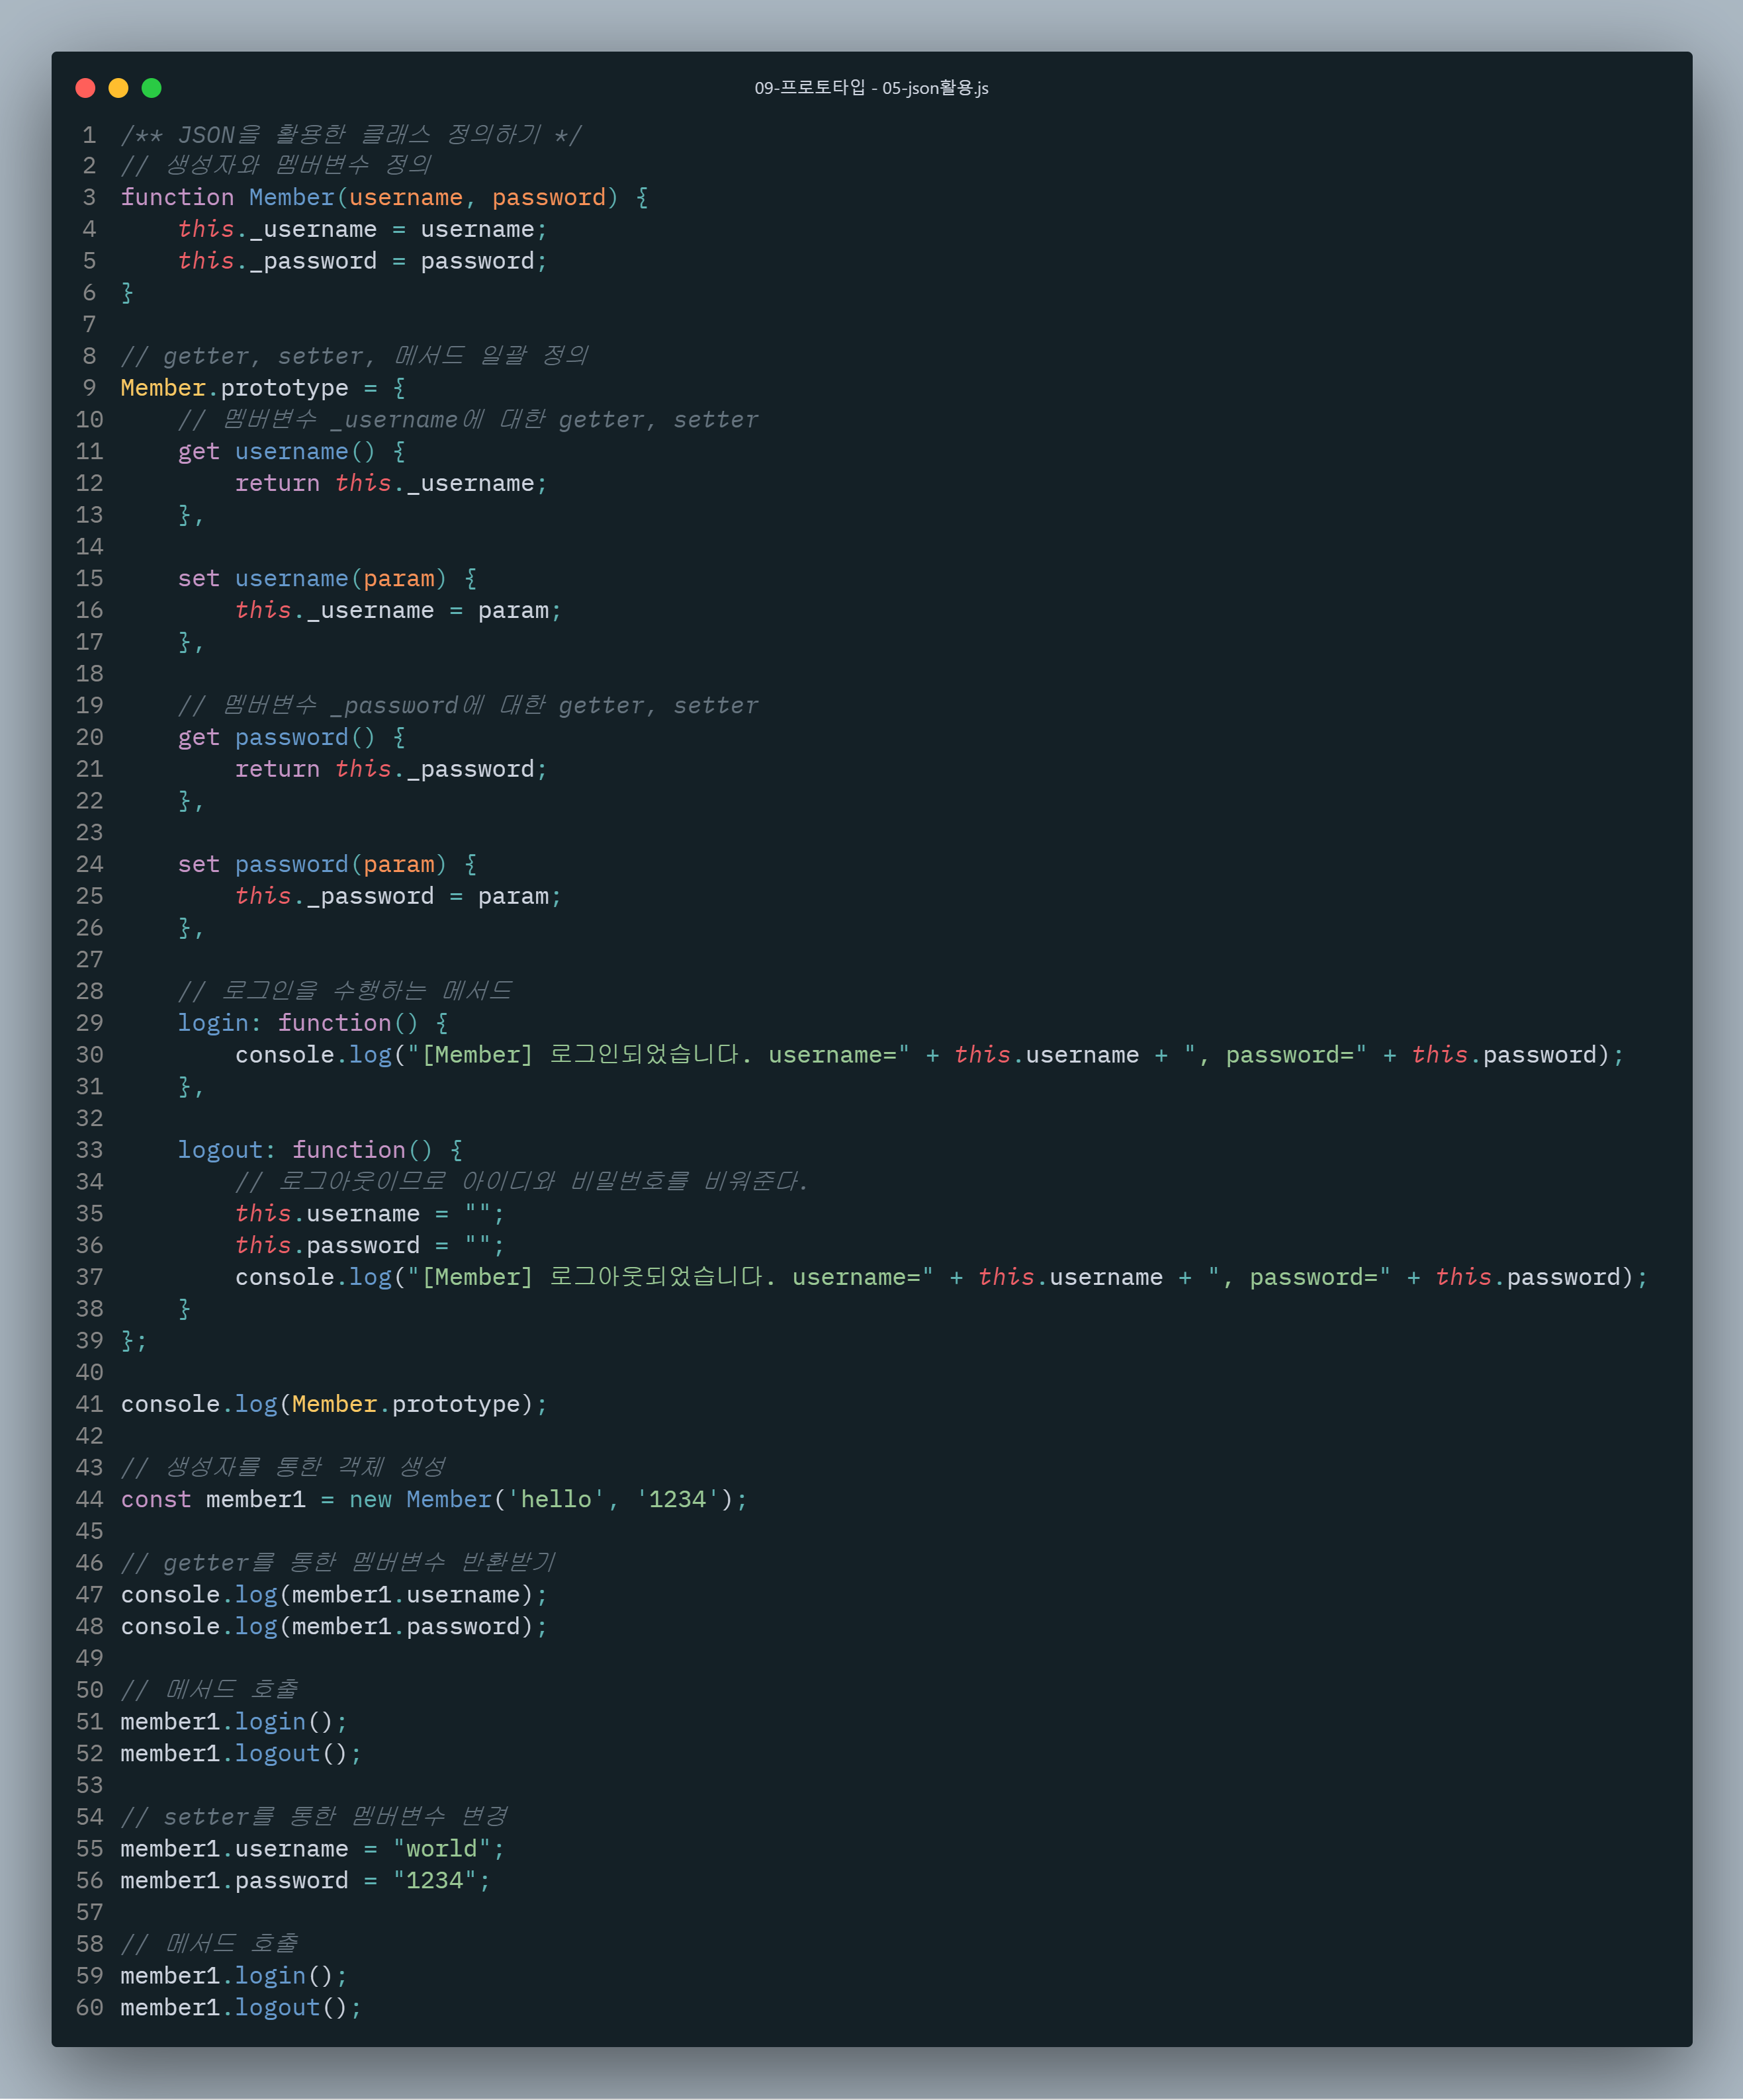 09-프로토타입 - 05-json활용.js
1 /** JSON을 활용한 클래스 정의하기 */
2 // 생성자와 멤버변수 정의
3 function Member(username, password) {
4     this._username = username;
5     this._password = password;
6 }
7
8 // getter, setter, 메서드 일괄 정의
9 Member.prototype = {
10     // 멤버변수 _username에 대한 getter, setter
11     get username() {
12         return this._username;
13     },
14
15     set username(param) {
16         this._username = param;
17     },
18
19     // 멤버변수 _password에 대한 getter, setter
20     get password() {
21         return this._password;
22     },
23
24     set password(param) {
25         this._password = param;
26     },
27
28     // 로그인을 수행하는 메서드
29     login: function() {
30         console.log("[Member] 로그인되었습니다. username=" + this.username + ", password=" + this.password);
31     },
32
33     logout: function() {
34         // 로그아웃이므로 아이디와 비밀번호를 비워준다.
35         this.username = "";
36         this.password = "";
37         console.log("[Member] 로그아웃되었습니다. username=" + this.username + ", password=" + this.password);
38     }
39 };
40
41 console.log(Member.prototype);
42
43 // 생성자를 통한 객체 생성
44 const member1 = new Member('hello', '1234');
45
46 // getter를 통한 멤버변수 반환받기
47 console.log(member1.username);
48 console.log(member1.password);
49
50 // 메서드 호출
51 member1.login();
52 member1.logout();
53
54 // setter를 통한 멤버변수 변경
55 member1.username = "world";
56 member1.password = "1234";
57
58 // 메서드 호출
59 member1.login();
60 member1.logout();